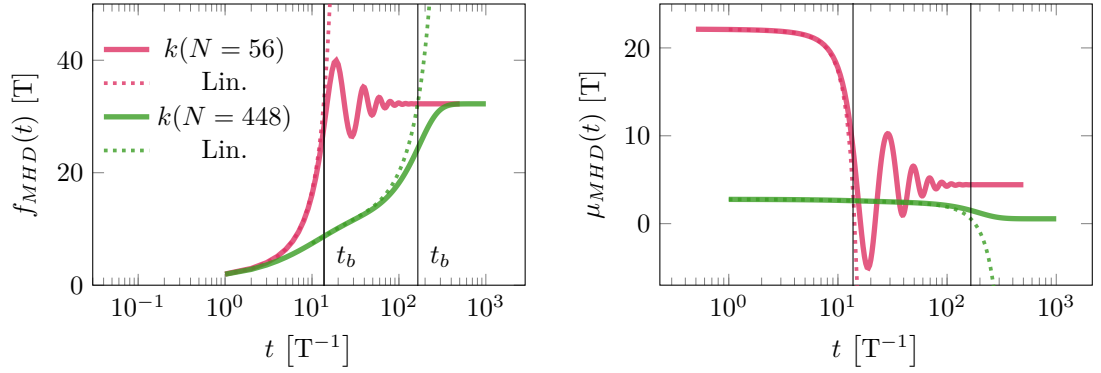 f_{MHD}(t) [T]
40
20
0
k(N = 56)
Lin.
k(N = 448)
Lin.
t_b
t_b
10^{-1}
10^0
10^1
10^2
10^3
t [T^{-1}]
μ_{MHD}(t) [T]
20
10
0
10^0
10^1
10^2
10^3
t [T^{-1}]